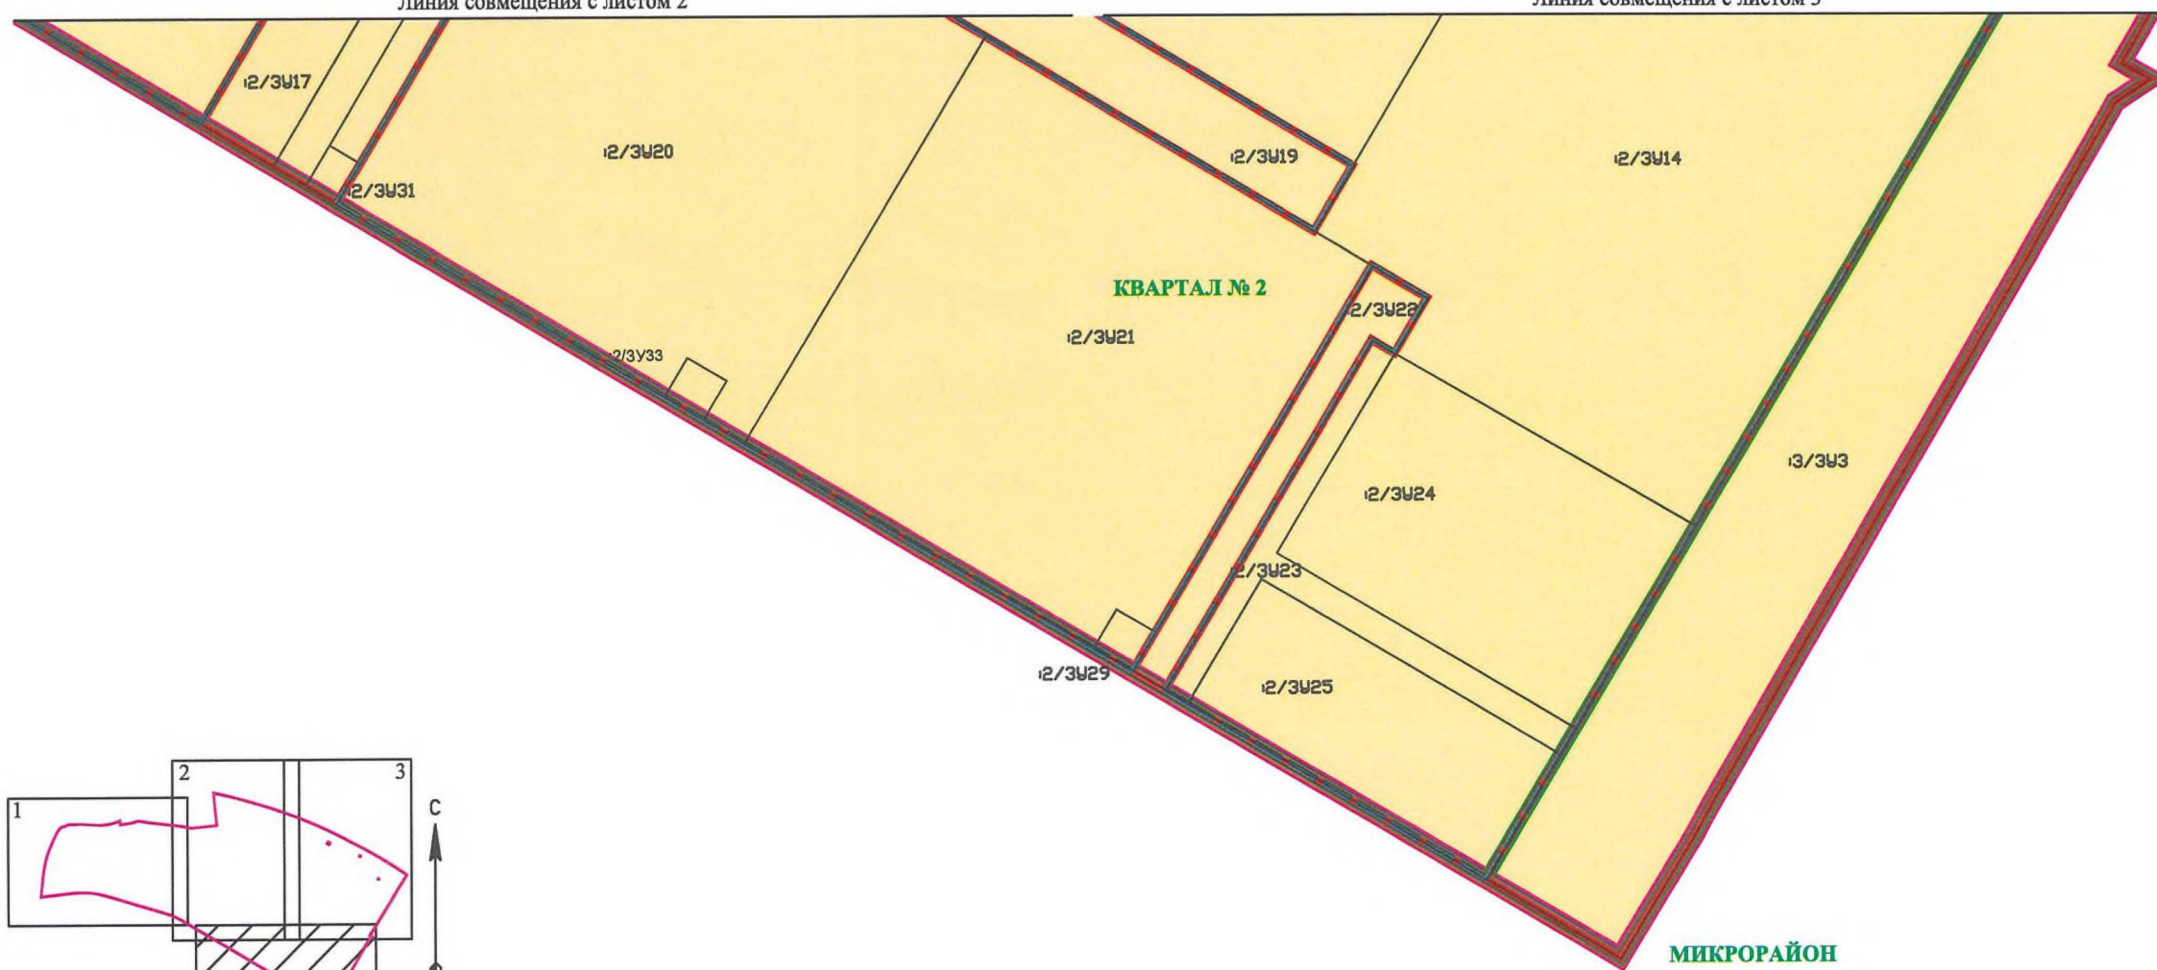 Линия совмещения с листом 2
Линия совмещения с листом 3
:2/ЗУ17
:2/ЗУ20
:2/ЗУ19
:2/ЗУ14
:2/ЗУ31
КВАРТАЛ № 2
:2/ЗУ22
:2/ЗУ21
:2/ЗУ33
:3/ЗУ3
:2/ЗУ24
:2/ЗУ23
:2/ЗУ29
:2/ЗУ25
1
2
3
С
МИКРОРАЙОН